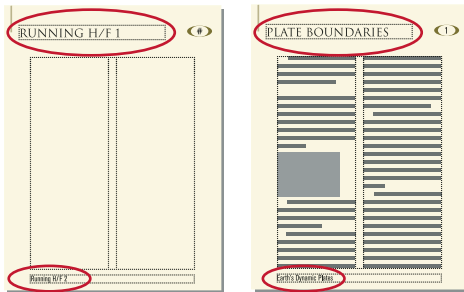 RUNNING H/F 1
#
Running H/F 2
PLATE BOUNDARIES
1
Earth's Dynamic Plates